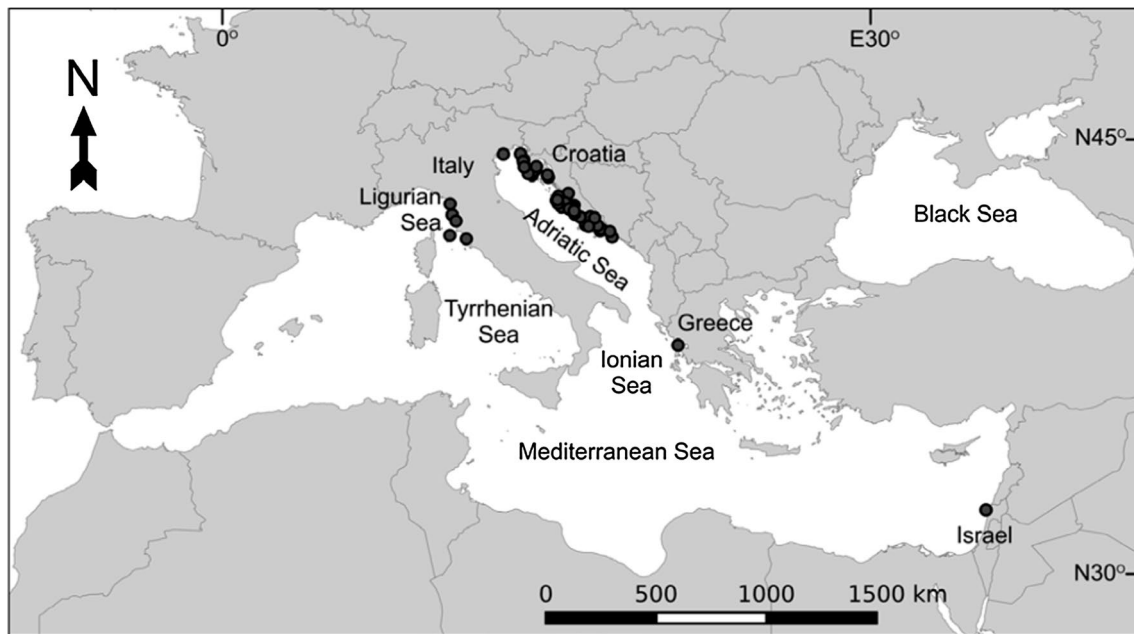 0°
E30°
N
N45°
Italy
Croatia
Ligurian
Sea
Black Sea
Adriatic Sea
Tyrrhenian
Sea
Greece
Ionian
Sea
Mediterranean Sea
Israel
N30°
0 500 1000 1500 km